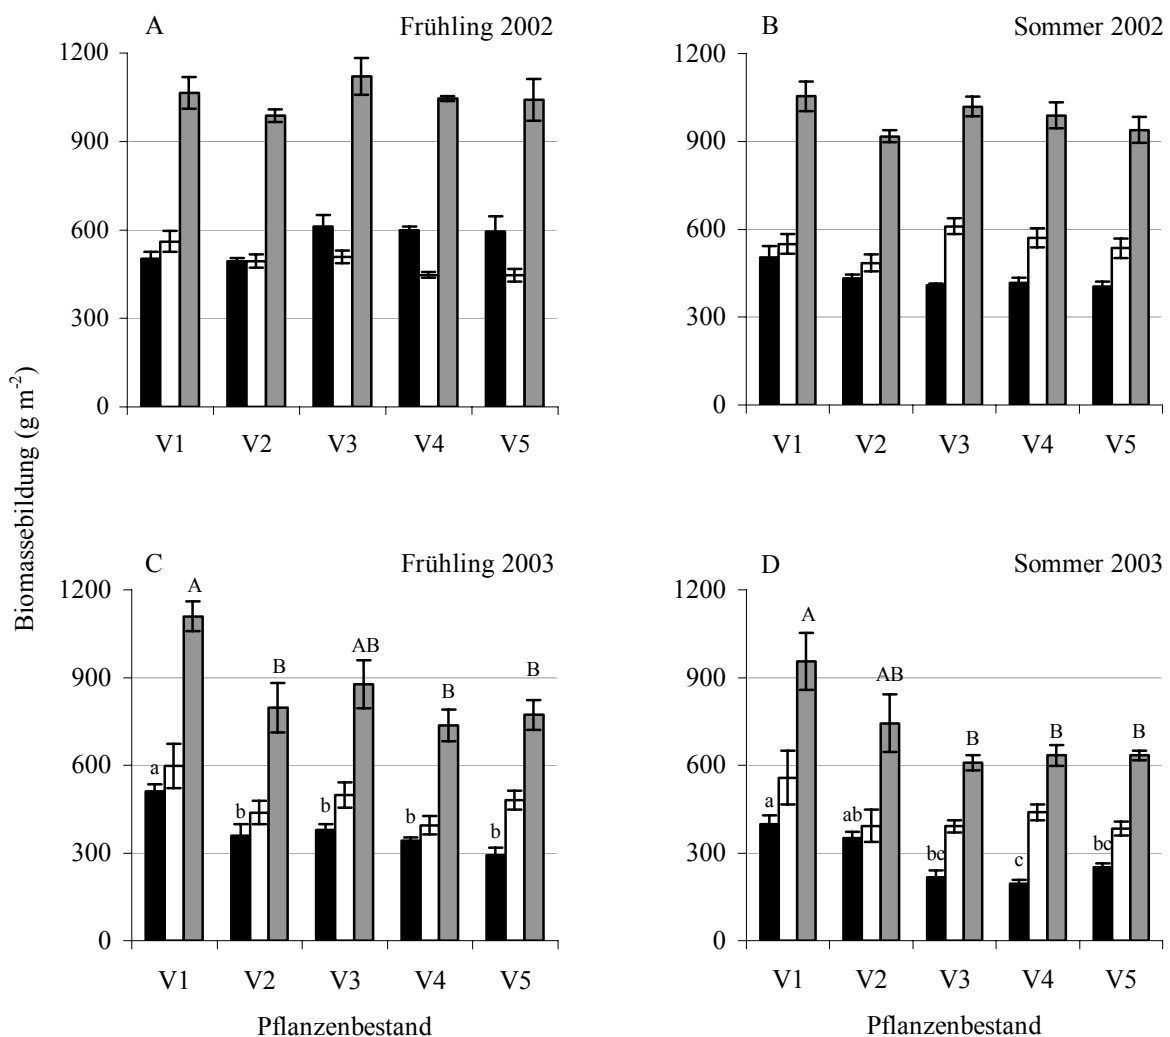 A Frühling 2002
1200
900
600
300
0
V1 V2 V3 V4 V5
B Sommer 2002
1200
900
600
300
0
V1 V2 V3 V4 V5
Biomassebildung (g m⁻²)
C Frühling 2003
1200
900
600
300
0
A
B
AB
B
B
a
b
b
b
b
V1 V2 V3 V4 V5
Pflanzenbestand
D Sommer 2003
1200
900
600
300
0
A
AB
B
B
B
a
ab
bc
c
bc
V1 V2 V3 V4 V5
Pflanzenbestand